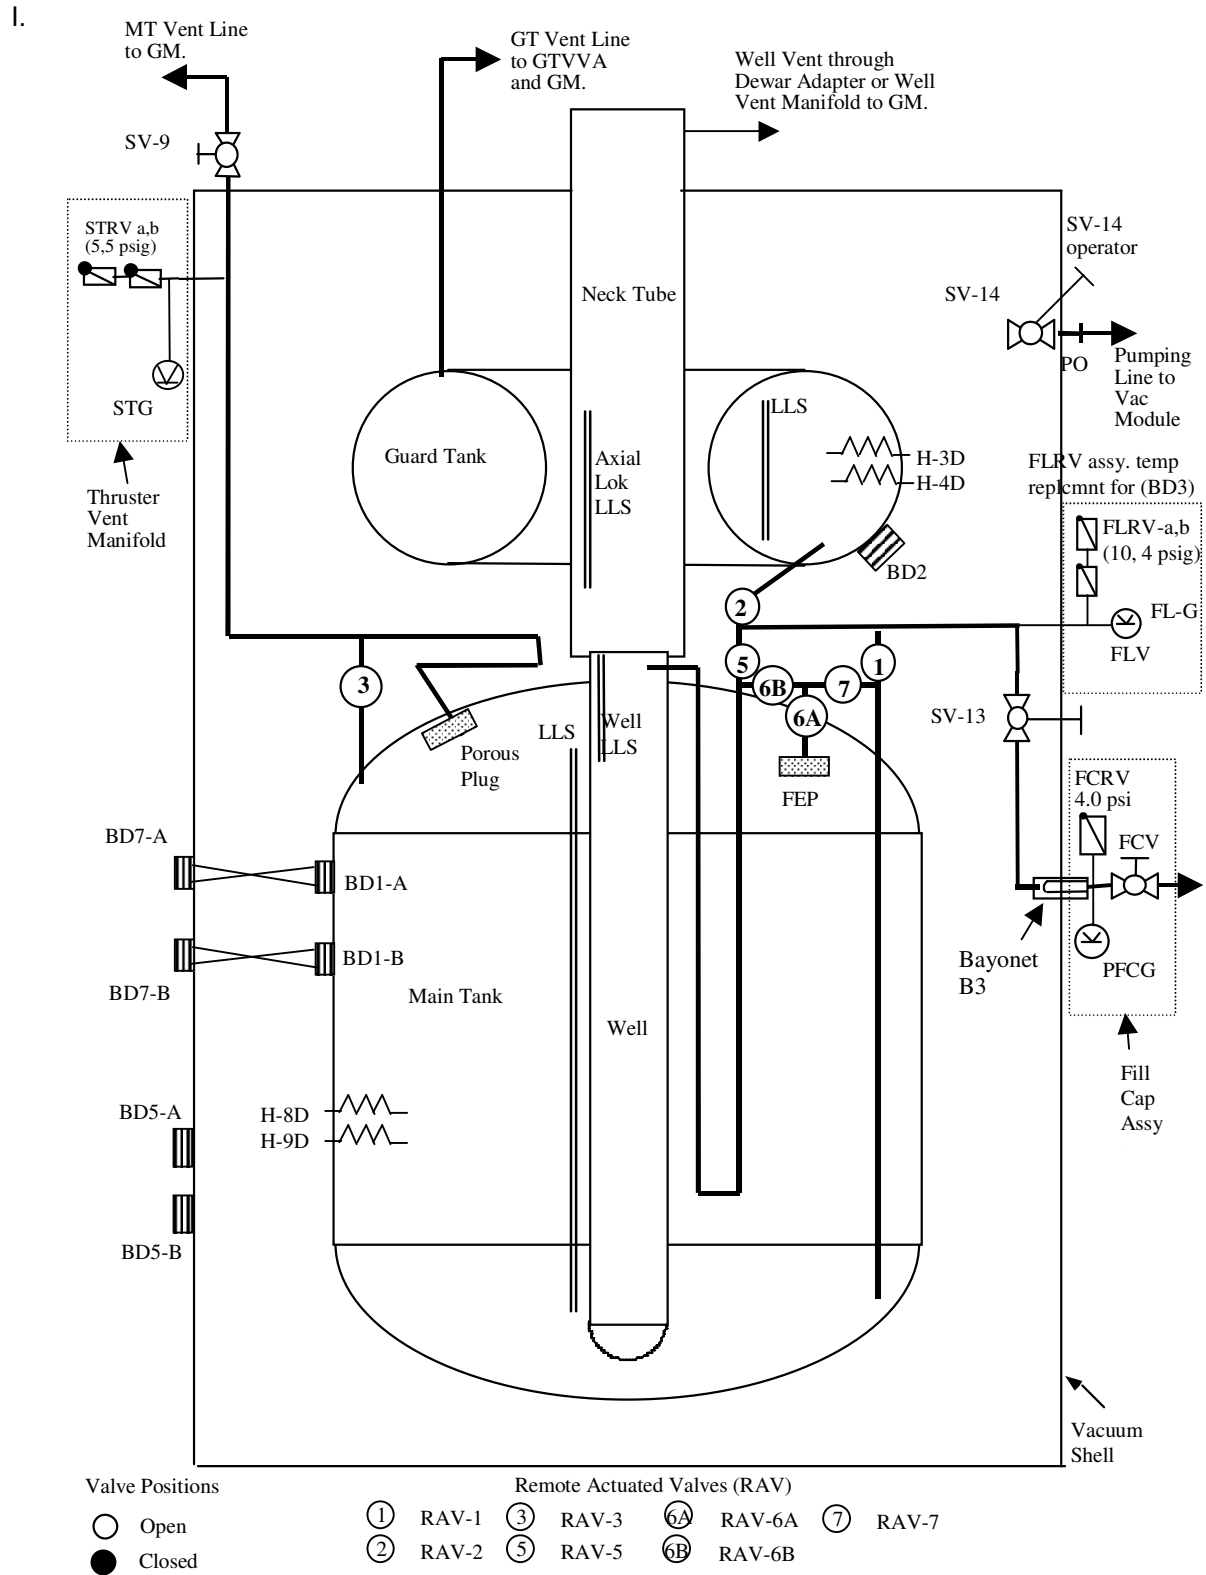 I.
MT Vent Line
to GM.
GT Vent Line
to GTVVA
and GM.
Well Vent through
Dewar Adapter or Well
Vent Manifold to GM.
SV-9
STRV a,b
(5,5 psig)
STG
Thruster
Vent
Manifold
Neck Tube
SV-14
operator
SV-14
PO
Pumping
Line to
Vac
Module
Guard Tank
Axial
Lok
LLS
LLS
H-3D
H-4D
BD2
FLRV assy. temp
replcmnt for (BD3)
FLRV-a,b
(10, 4 psig)
FL-G
FLV
2
5
6B
7
1
6A
3
SV-13
LLS
Well
LLS
Porous
Plug
FEP
FCRV
4.0 psi
FCV
PFCG
Bayonet
B3
Fill
Cap
Assy
BD7-A
BD1-A
BD7-B
BD1-B
Main Tank
Well
BD5-A
BD5-B
H-8D
H-9D
Vacuum
Shell
Valve Positions
Open
Closed
Remote Actuated Valves (RAV)
1 RAV-1 3 RAV-3 6A RAV-6A 7 RAV-7
2 RAV-2 5 RAV-5 6B RAV-6B